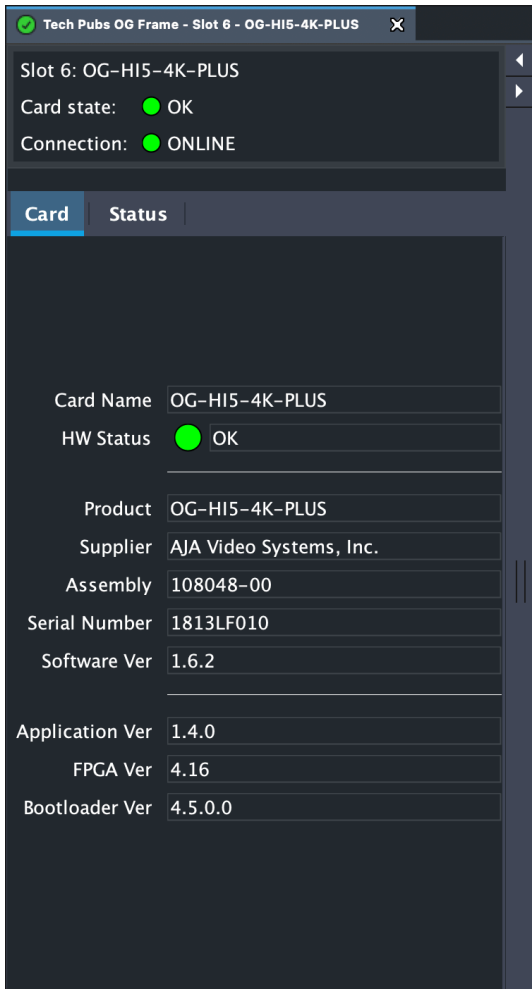 Tech Pubs OG Frame - Slot 6 - OG-HI5-4K-PLUS
Slot 6: OG-HI5-4K-PLUS
Card state: OK
Connection: ONLINE
Card Status
Card Name OG-HI5-4K-PLUS
HW Status OK
Product OG-HI5-4K-PLUS
Supplier AJA Video Systems, Inc.
Assembly 108048-00
Serial Number 1813LF010
Software Ver 1.6.2
Application Ver 1.4.0
FPGA Ver 4.16
Bootloader Ver 4.5.0.0